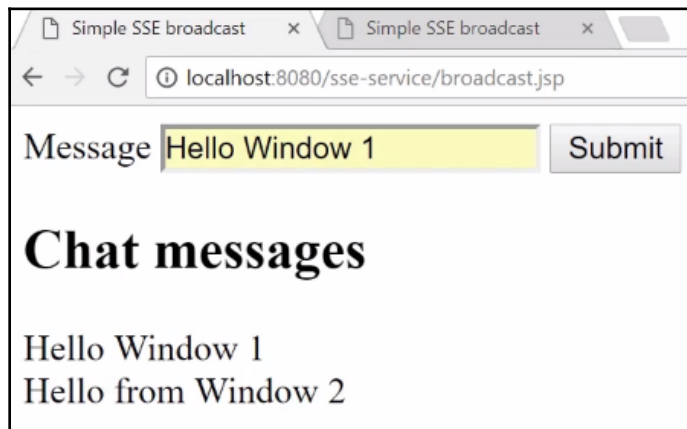 Simple SSE broadcast
Simple SSE broadcast
localhost:8080/sse-service/broadcast.jsp
Message Hello Window 1 Submit
Chat messages
Hello Window 1
Hello from Window 2